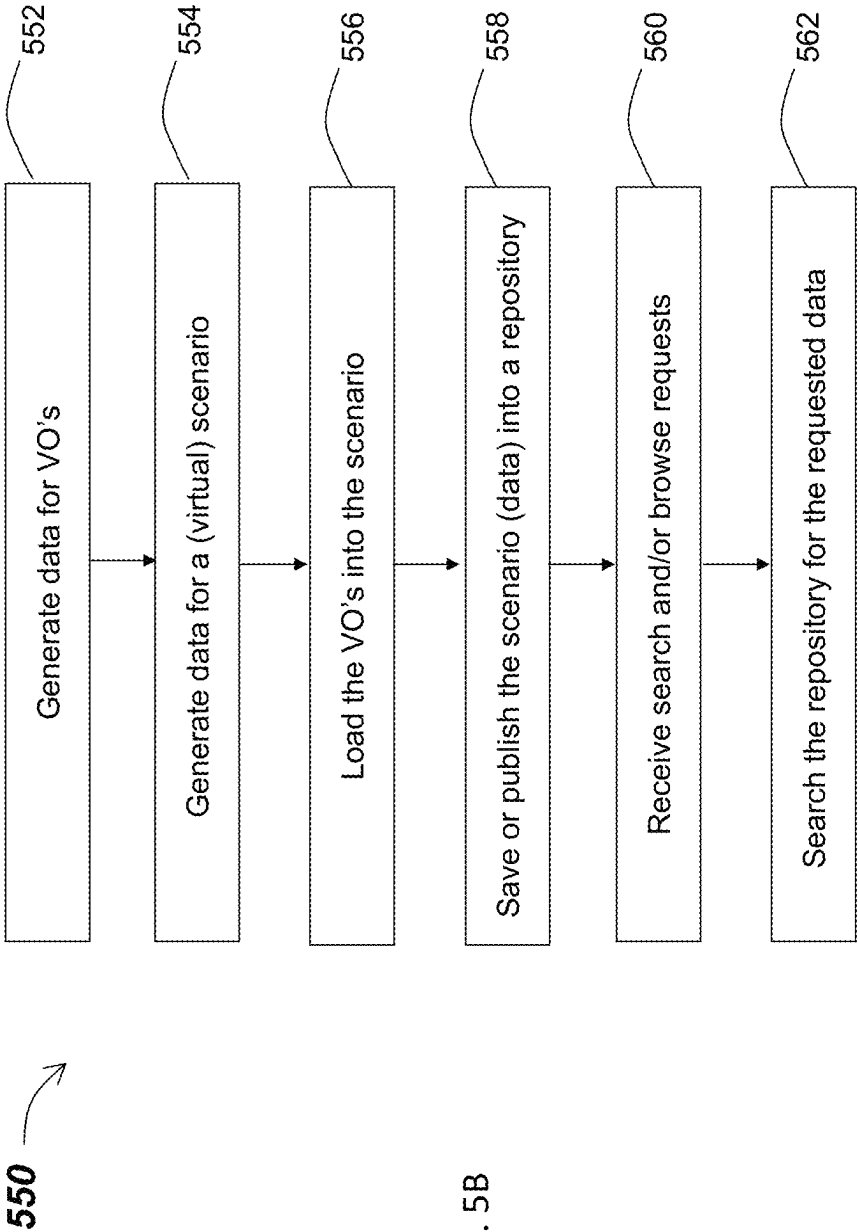 550
Generate data for VO's
552
Generate data for a (virtual) scenario
554
Load the VO's into the scenario
556
Save or publish the scenario (data) into a repository
558
Receive search and/or browse requests
560
Search the repository for the requested data
562
. 5B